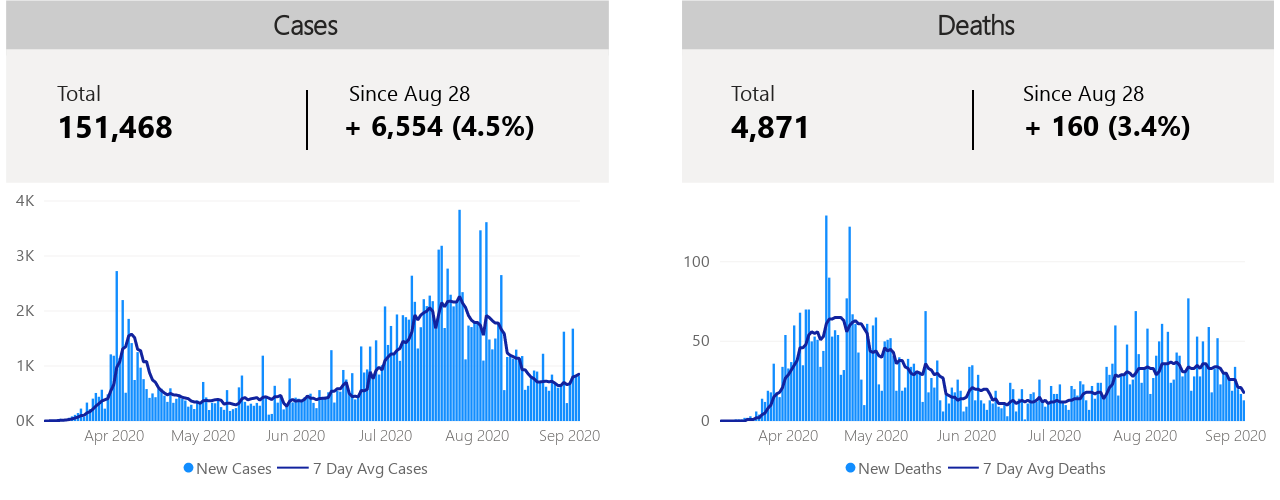 Cases
Total
151,468
Since Aug 28
+ 6,554 (4.5%)
4K
3K
2K
1K
0K
Apr 2020 May 2020 Jun 2020 Jul 2020 Aug 2020 Sep 2020
New Cases 7 Day Avg Cases
Deaths
Total
4,871
Since Aug 28
+ 160 (3.4%)
100
50
0
Apr 2020 May 2020 Jun 2020 Jul 2020 Aug 2020 Sep 2020
New Deaths 7 Day Avg Deaths